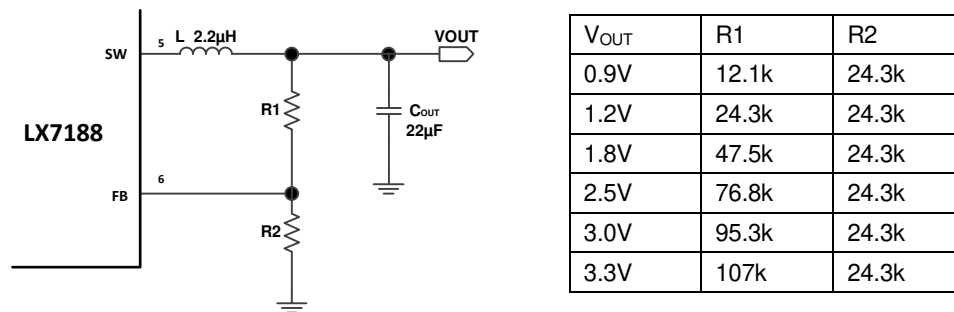 SW
5
L 2.2µH
VOUT
R1
COUT
22µF
LX7188
6
FB
R2
VOUT R1 R2
0.9V 12.1k 24.3k
1.2V 24.3k 24.3k
1.8V 47.5k 24.3k
2.5V 76.8k 24.3k
3.0V 95.3k 24.3k
3.3V 107k 24.3k